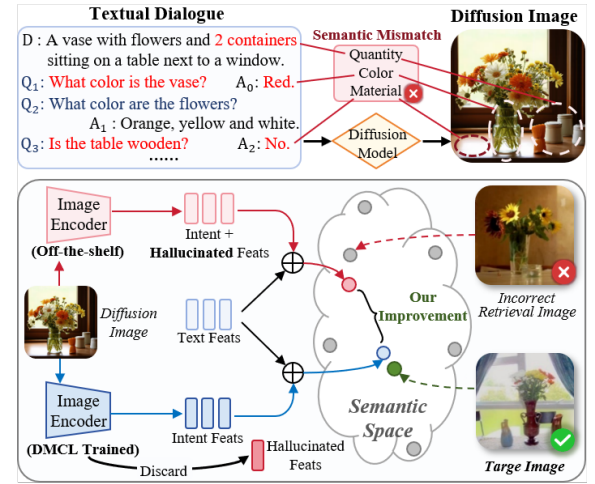 Textual Dialogue
D : A vase with flowers and 2 containers
sitting on a table next to a window.
Q1: What color is the vase? A0: Red.
Q2: What color are the flowers?
A1 : Orange, yellow and white.
Q3: Is the table wooden? A2: No.
......
Semantic Mismatch
Quantity
Color
Material
Diffusion
Model
Diffusion Image
Image
Encoder
(Off-the-shelf)
Intent +
Hallucinated Feats
Diffusion
Image
Text Feats
Image
Encoder
(DMCL Trained)
Intent Feats
Discard
Hallucinated
Feats
Our
Improvement
Semantic
Space
Incorrect
Retrieval Image
Targe Image